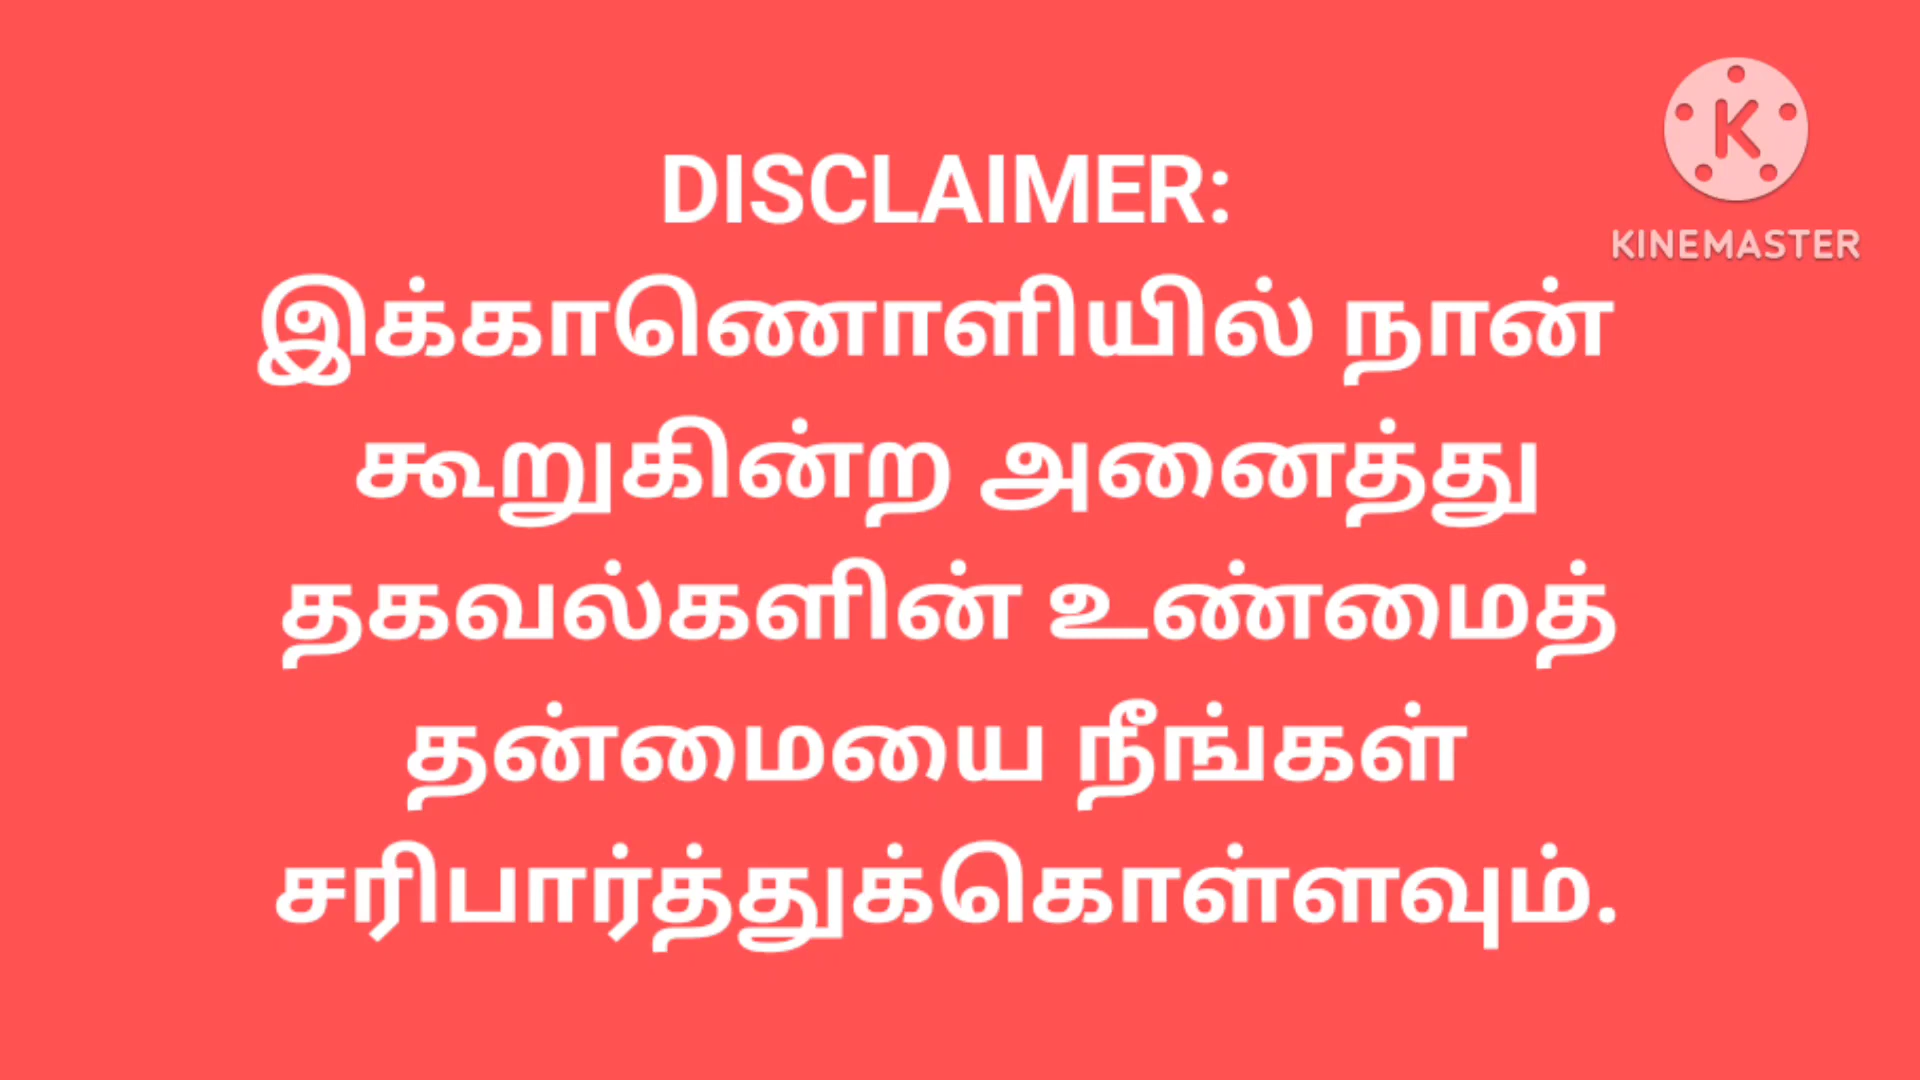 DISCLAIMER:
இக்காணொளியில் நான்
கூறுகின்ற அனைத்து
தகவல்களின் உண்மைத்
தன்மையை நீங்கள்
சரிபார்த்துக்கொள்ளவும்.
K
KINEMASTER